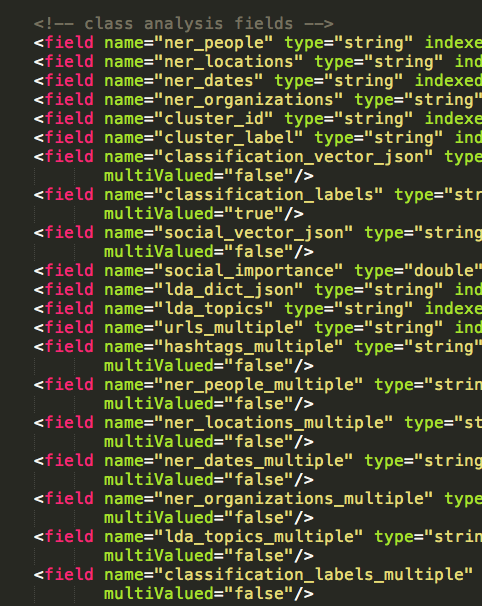 <!-- class analysis fields -->
<field name="ner_people" type="string" indexe
<field name="ner_locations" type="string" ind
<field name="ner_dates" type="string" indexed
<field name="ner_organizations" type="string"
<field name="cluster_id" type="string" indexe
<field name="cluster_label" type="string" ind
<field name="classification_vector_json" type
multiValued="false"/>
<field name="classification_labels" type="str
multiValued="true"/>
<field name="social_vector_json" type="string
multiValued="false"/>
<field name="social_importance" type="double"
<field name="lda_dict_json" type="string" ind
<field name="lda_topics" type="string" indexe
<field name="urls_multiple" type="string" ind
<field name="hashtags_multiple" type="string"
multiValued="false"/>
<field name="ner_people_multiple" type="strin
multiValued="false"/>
<field name="ner_locations_multiple" type="st
multiValued="false"/>
<field name="ner_dates_multiple" type="string
multiValued="false"/>
<field name="ner_organizations_multiple" type
multiValued="false"/>
<field name="lda_topics_multiple" type="strin
multiValued="false"/>
<field name="classification_labels_multiple"
multiValued="false"/>